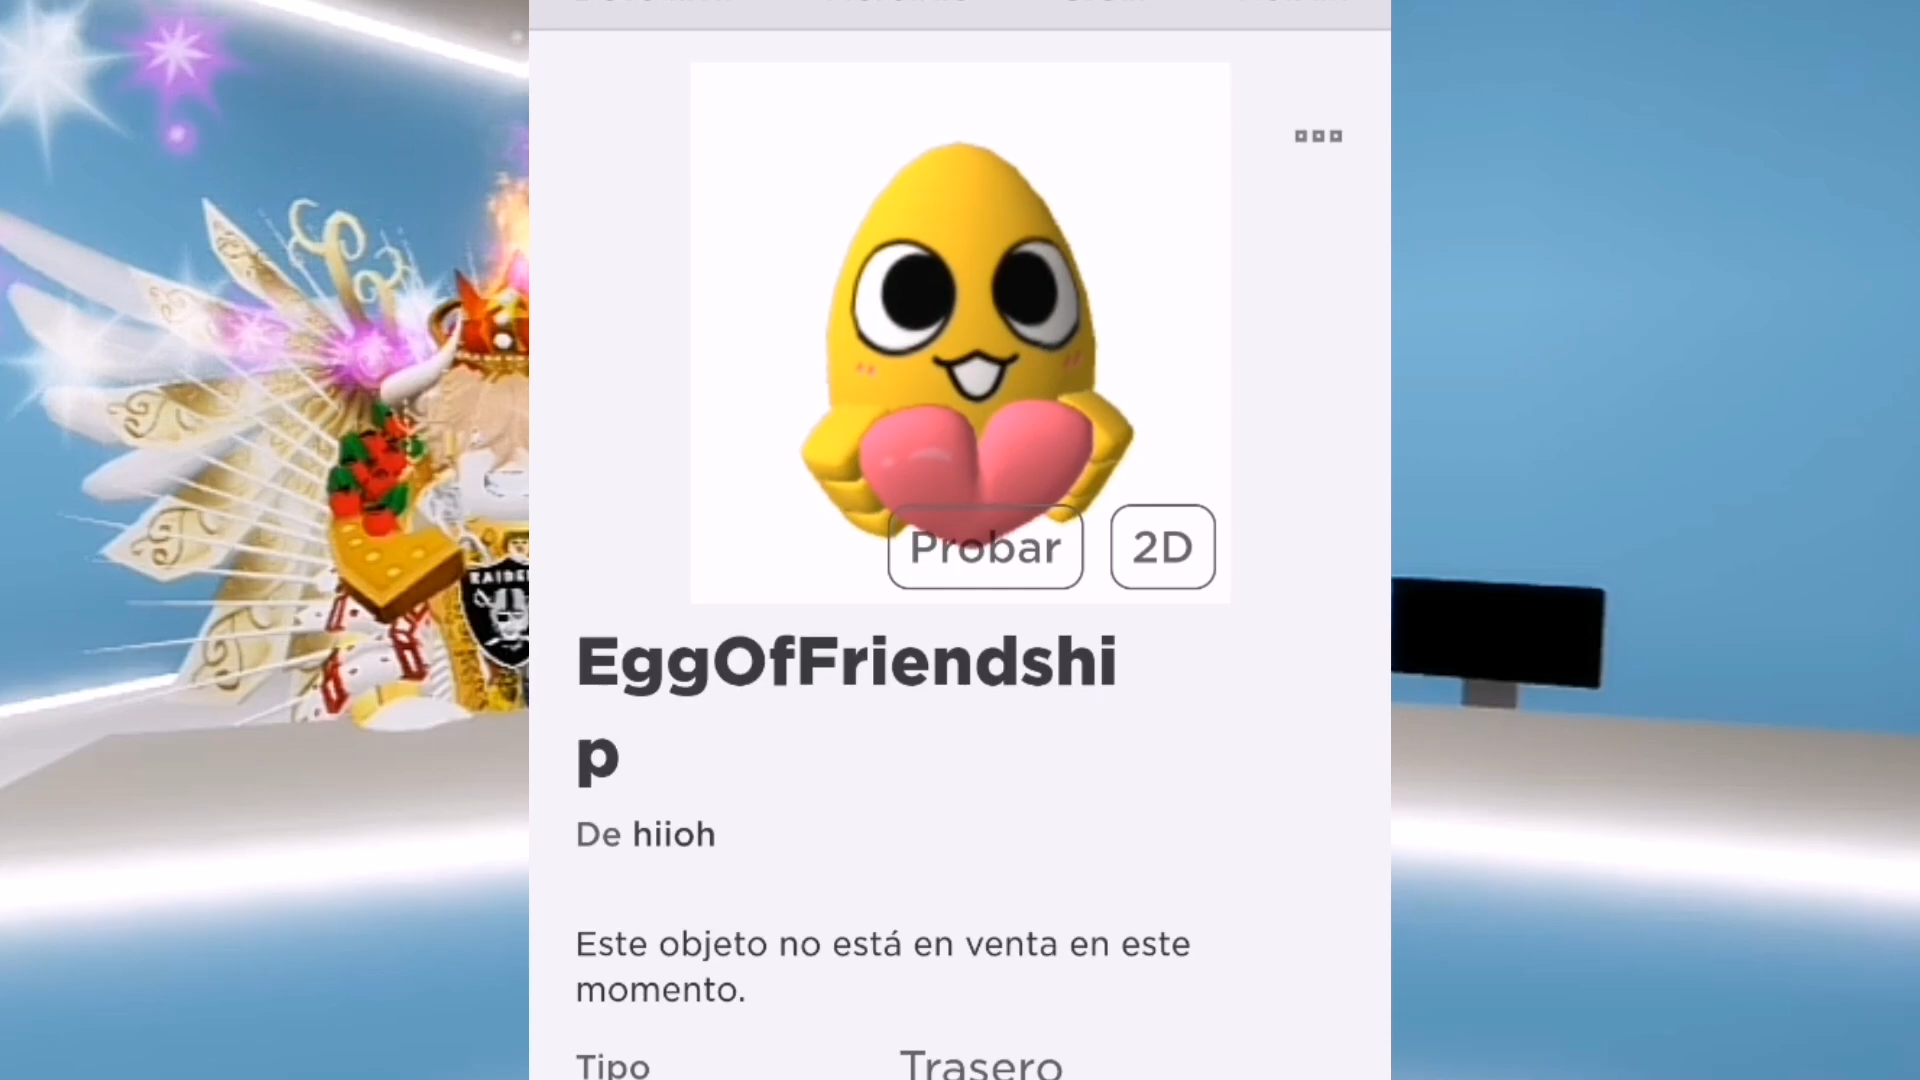 Probar
2D
EggOfFriendshi
p
De hiioh
Este objeto no está en venta en este
momento.
Tipo
Trasero